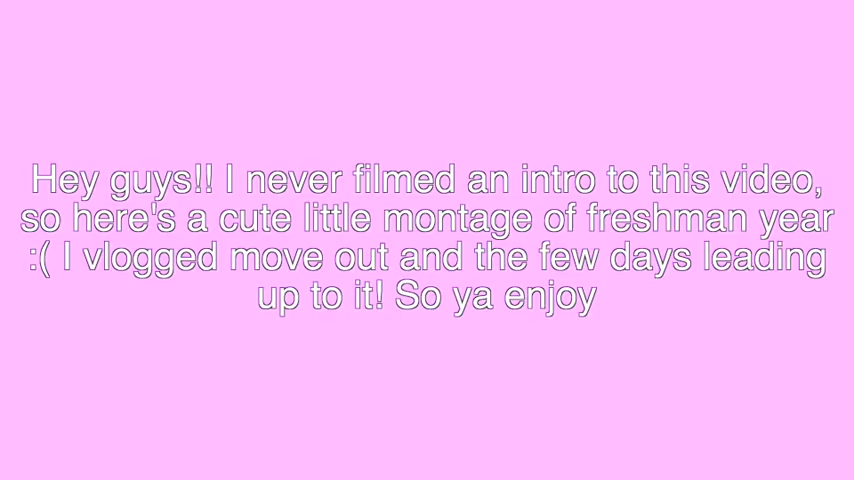 Hey guys!! I never filmed an intro to this video,
so here's a cute little montage of freshman year
:( I vlogged move out and the few days leading
up to it! So ya enjoy